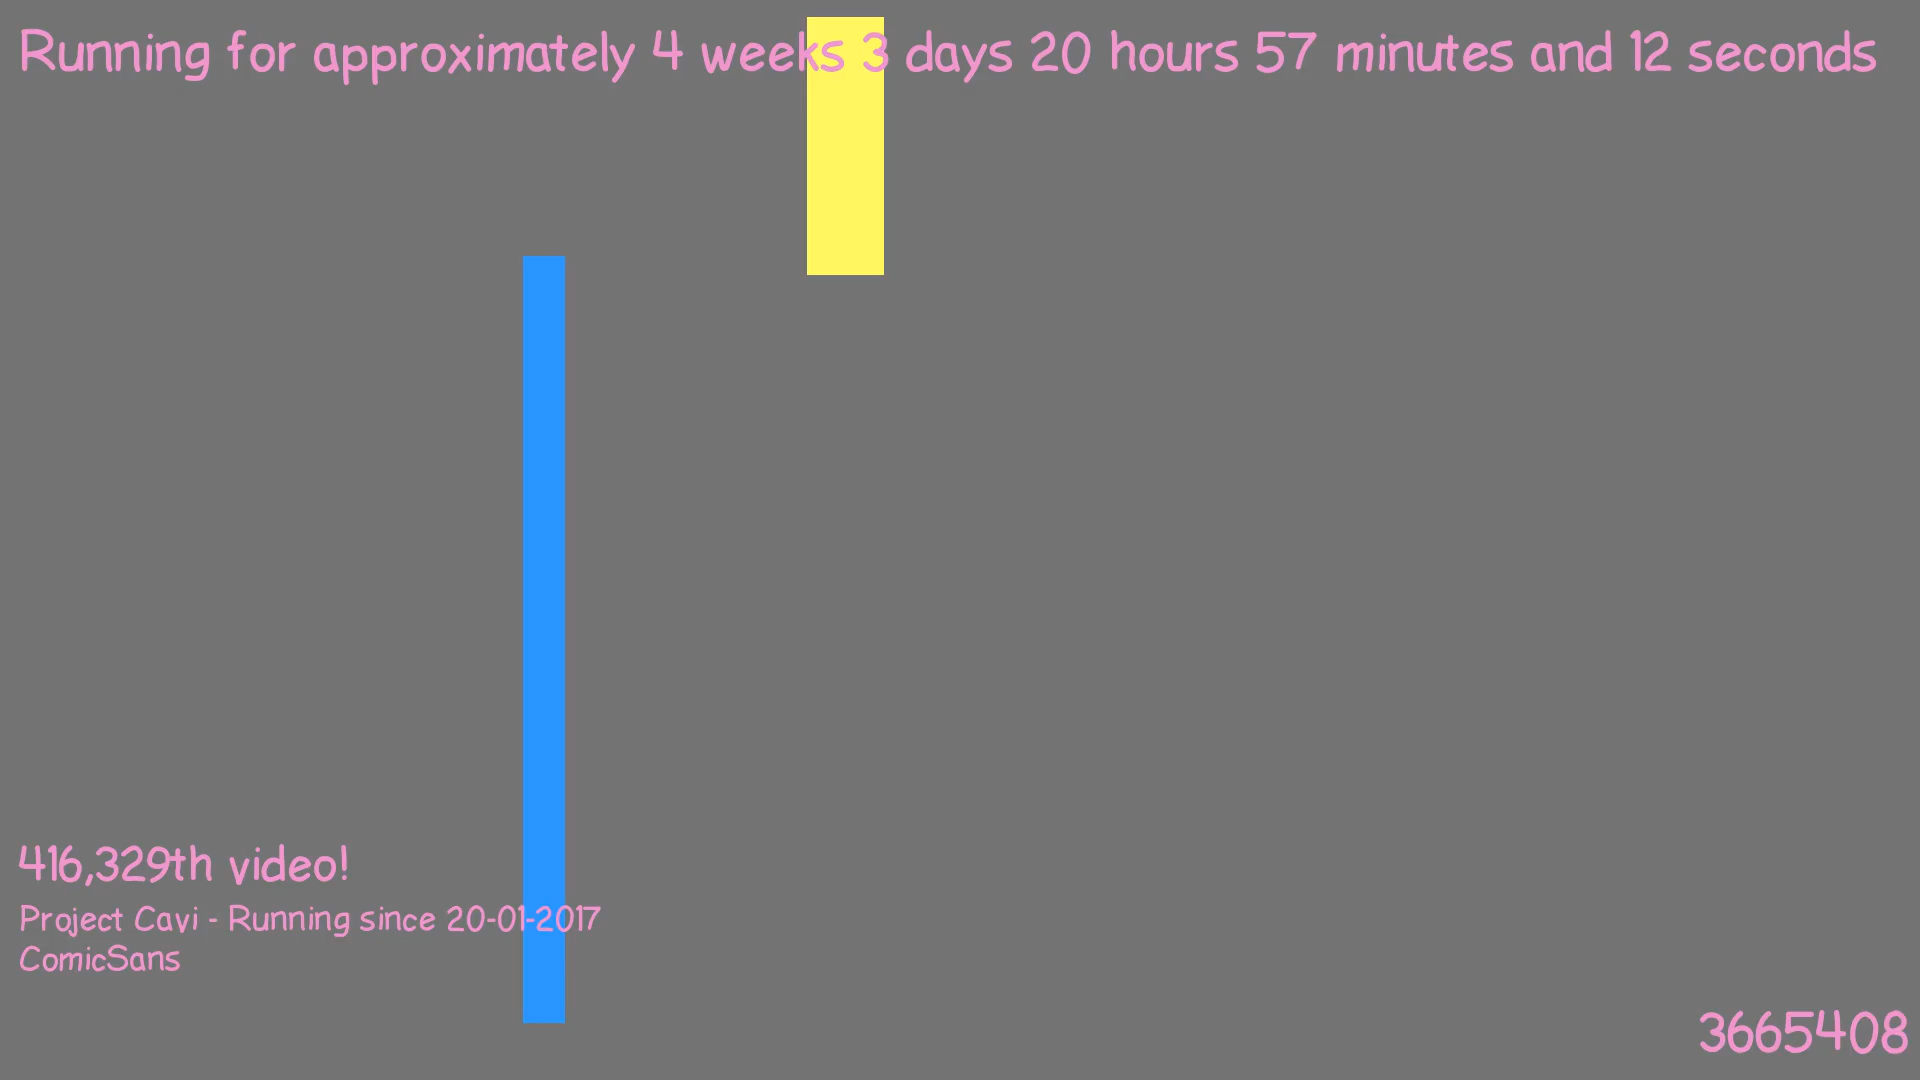 Running for approximately 4 weeks 3 days 20 hours 57 minutes and 12 seconds
416,329th video!
Project Cavi - Running since 20-01-2017
ComicSans
3665408